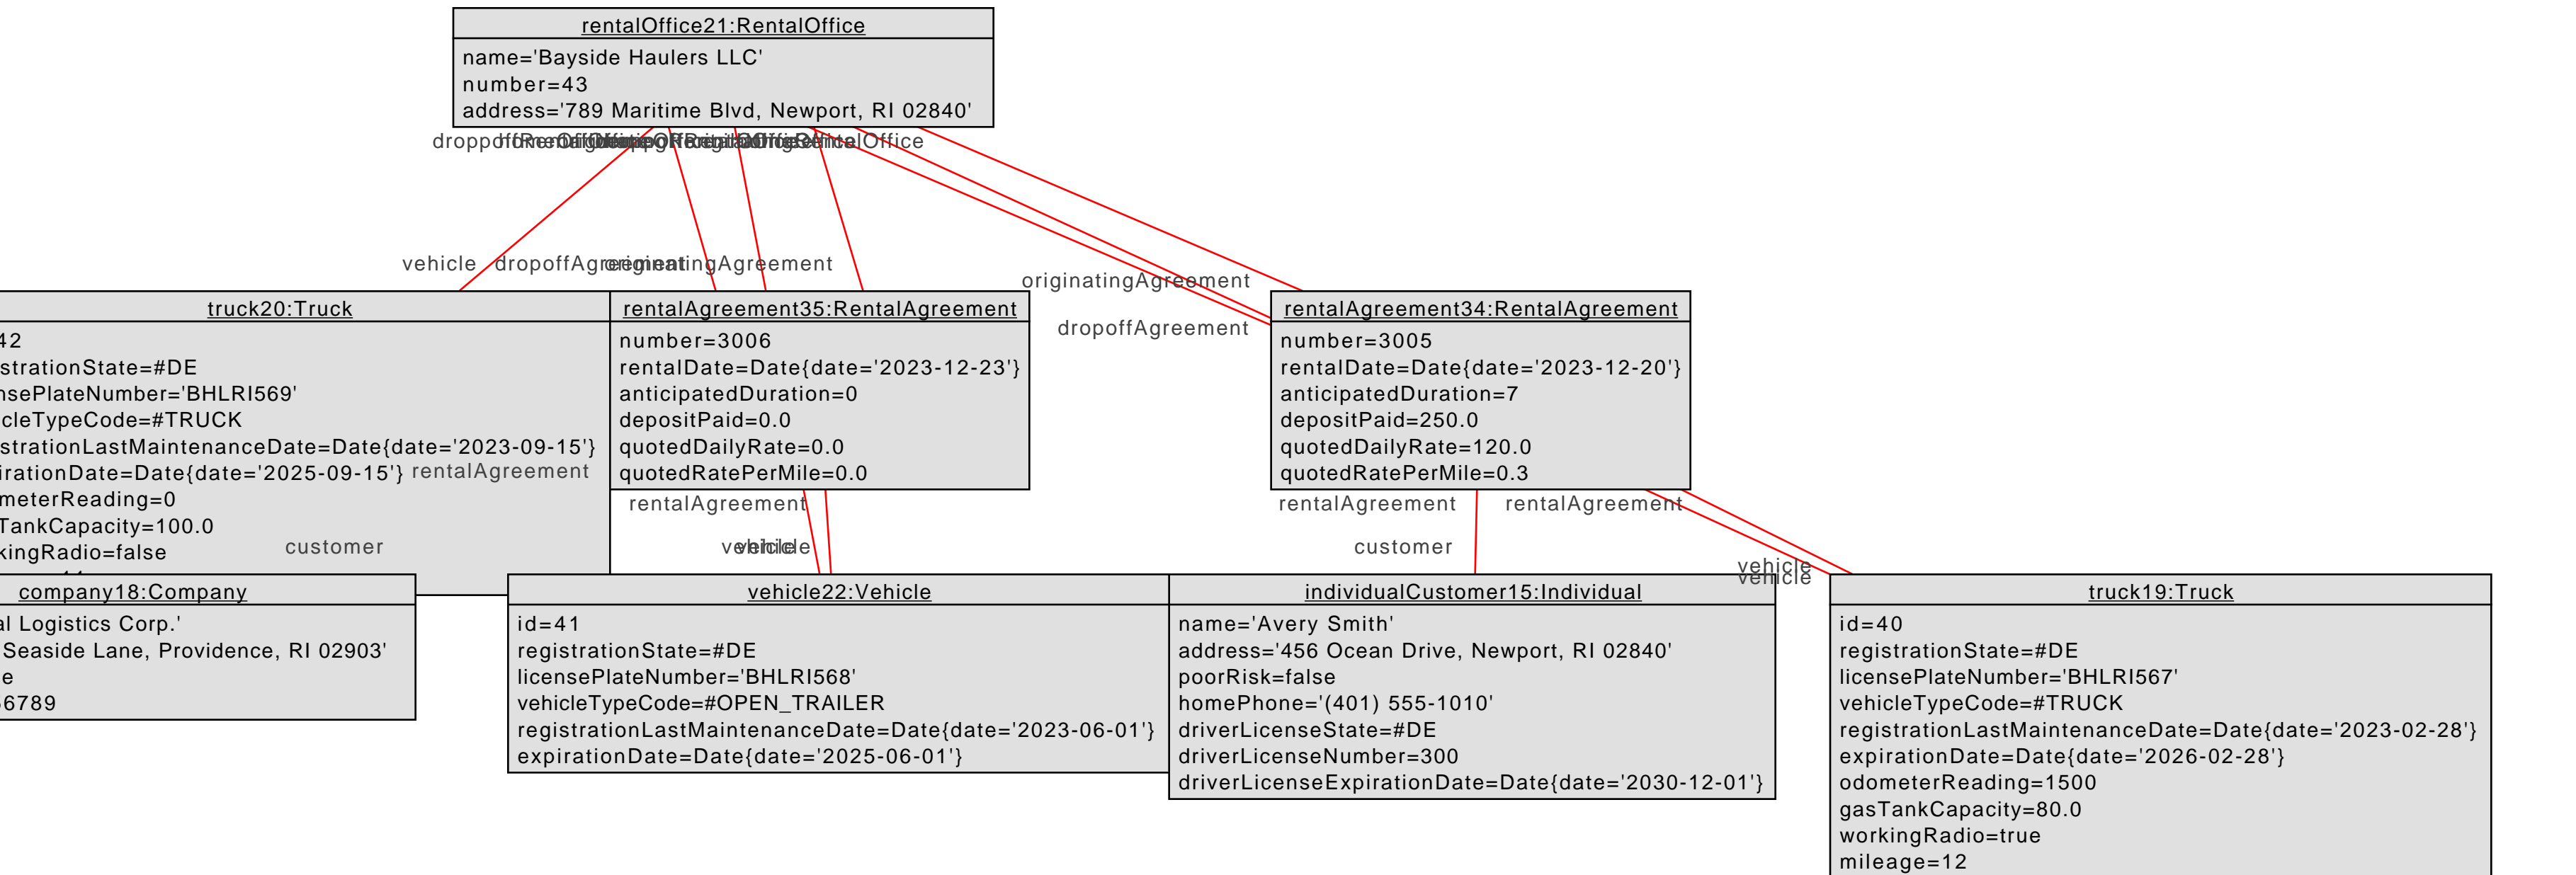 rentalOffice21:RentalOffice
name='Bayside Haulers LLC'
number=43
address='789 Maritime Blvd, Newport, RI 02840'
vehicle
dropoffAgreement
originatingAgreement
originatingAgreement
dropoffAgreement
truck20:Truck
42
strationState=#DE
nsePlateNumber='BHLRI569'
cleTypeCode=#TRUCK
strationLastMaintenanceDate=Date{date='2023-09-15'}
irationDate=Date{date='2025-09-15'}
meterReading=0
TankCapacity=100.0
kingRadio=false
rentalAgreement
customer
rentalAgreement35:RentalAgreement
number=3006
rentalDate=Date{date='2023-12-23'}
anticipatedDuration=0
depositPaid=0.0
quotedDailyRate=0.0
quotedRatePerMile=0.0
rentalAgreement34:RentalAgreement
number=3005
rentalDate=Date{date='2023-12-20'}
anticipatedDuration=7
depositPaid=250.0
quotedDailyRate=120.0
quotedRatePerMile=0.3
rentalAgreement
rentalAgreement
rentalAgreement
vehicle
vehicle
customer
vehicle
vehicle
company18:Company
al Logistics Corp.'
Seaside Lane, Providence, RI 02903'
e
56789
vehicle22:Vehicle
id=41
registrationState=#DE
licensePlateNumber='BHLRI568'
vehicleTypeCode=#OPEN_TRAILER
registrationLastMaintenanceDate=Date{date='2023-06-01'}
expirationDate=Date{date='2025-06-01'}
individualCustomer15:Individual
name='Avery Smith'
address='456 Ocean Drive, Newport, RI 02840'
poorRisk=false
homePhone='(401) 555-1010'
driverLicenseState=#DE
driverLicenseNumber=300
driverLicenseExpirationDate=Date{date='2030-12-01'}
truck19:Truck
id=40
registrationState=#DE
licensePlateNumber='BHLRI567'
vehicleTypeCode=#TRUCK
registrationLastMaintenanceDate=Date{date='2023-02-28'}
expirationDate=Date{date='2026-02-28'}
odometerReading=1500
gasTankCapacity=80.0
workingRadio=true
mileage=12